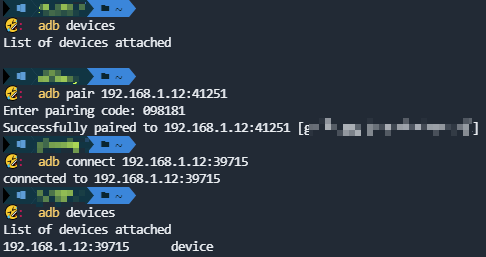 ~
: adb devices
List of devices attached
~
: adb pair 192.168.1.12:41251
Enter pairing code: 098181
Successfully paired to 192.168.1.12:41251 [g ]
~
: adb connect 192.168.1.12:39715
connected to 192.168.1.12:39715
~
: adb devices
List of devices attached
192.168.1.12:39715 device